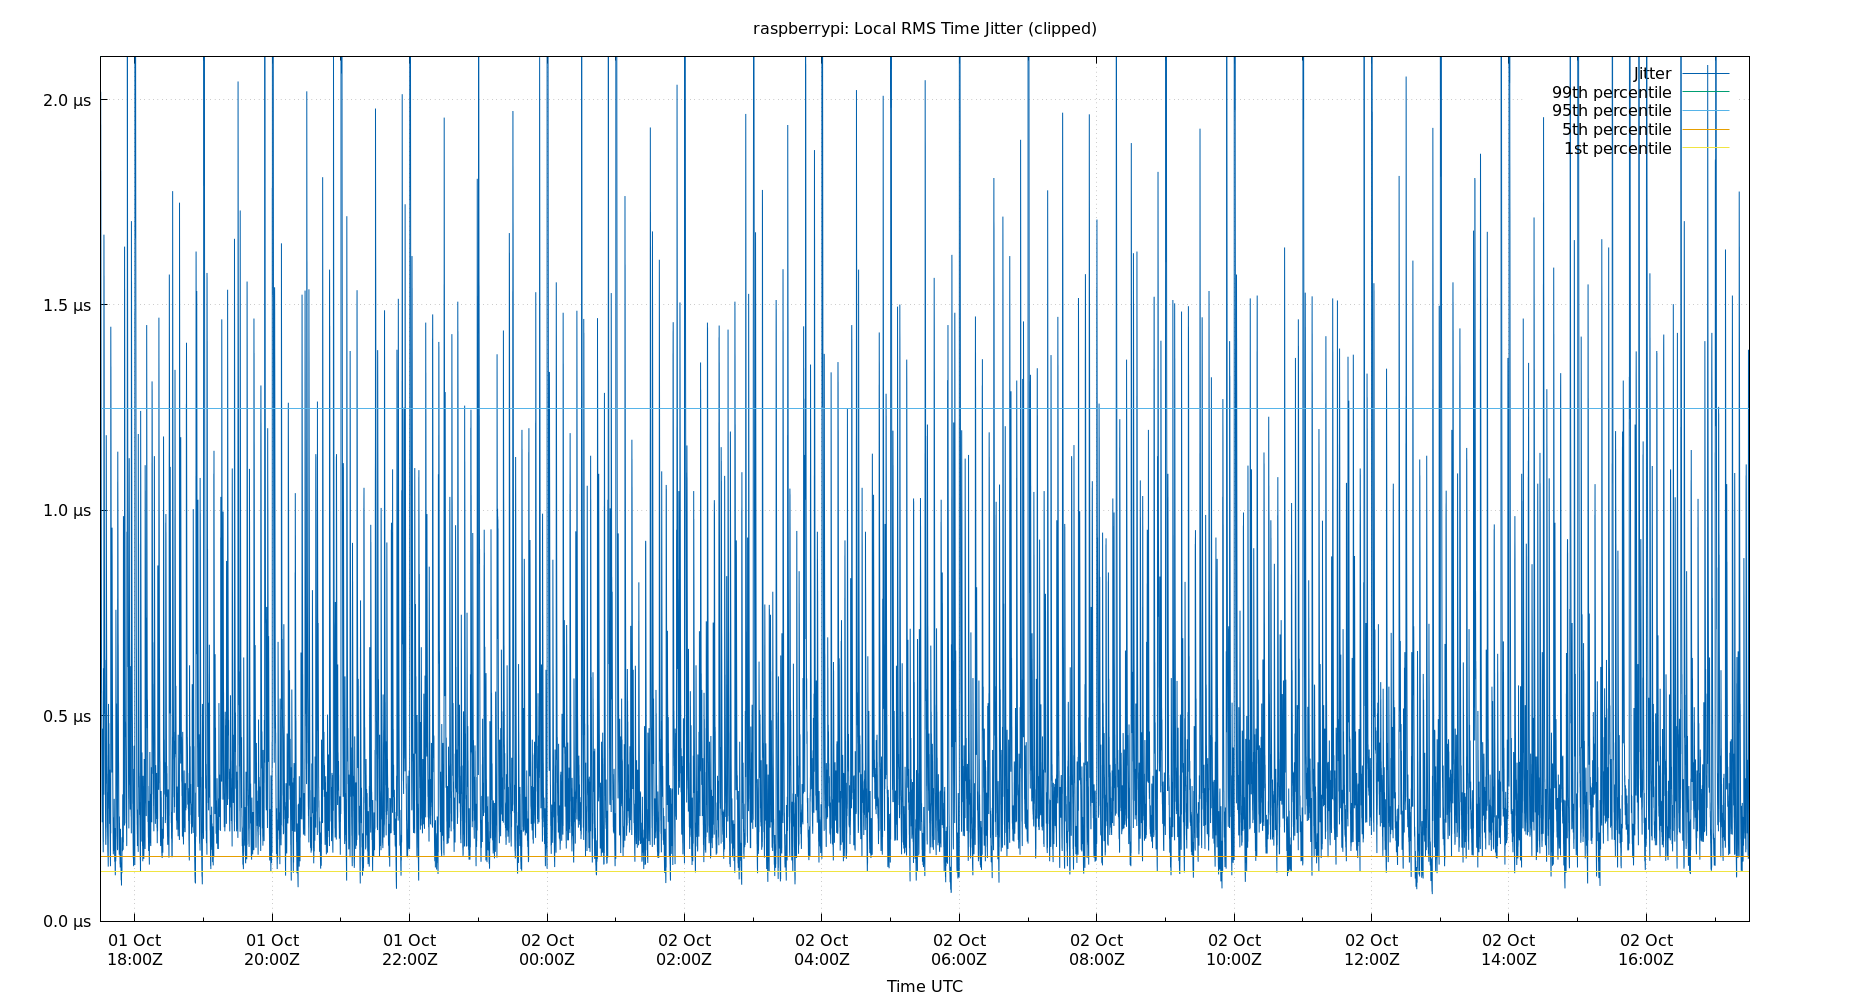 raspberrypi: Local RMS Time Jitter (clipped)
Jitter
99th percentile
95th percentile
5th percentile
1st percentile
2.0 µs
1.5 µs
1.0 µs
0.5 µs
0.0 µs
01 Oct 01 Oct 01 Oct 02 Oct 02 Oct 02 Oct 02 Oct 02 Oct 02 Oct 02 Oct 02 Oct 02 Oct
18:00Z 20:00Z 22:00Z 00:00Z 02:00Z 04:00Z 06:00Z 08:00Z 10:00Z 12:00Z 14:00Z 16:00Z
Time UTC